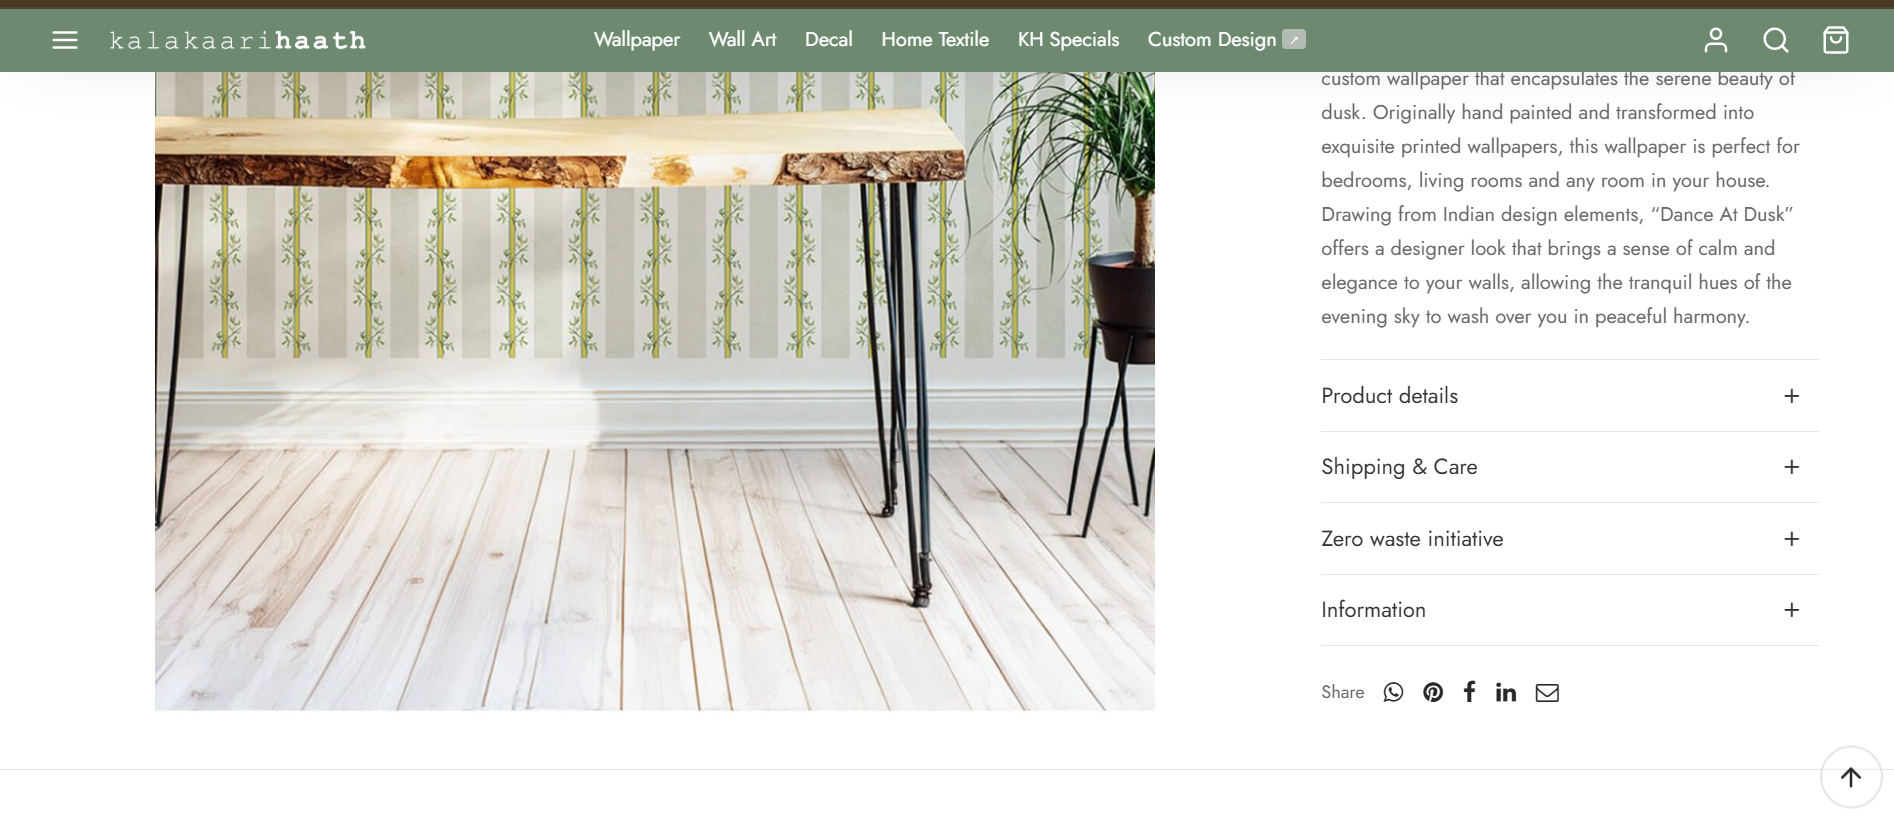 kalakaarihaath
Wallpaper Wall Art Decal Home Textile KH Specials Custom Design
custom wallpaper that encapsulates the serene beauty of
dusk. Originally hand painted and transformed into
exquisite printed wallpapers, this wallpaper is perfect for
bedrooms, living rooms and any room in your house.
Drawing from Indian design elements, “Dance At Dusk”
offers a designer look that brings a sense of calm and
elegance to your walls, allowing the tranquil hues of the
evening sky to wash over you in peaceful harmony.
Product details
Shipping & Care
Zero waste initiative
Information
Share